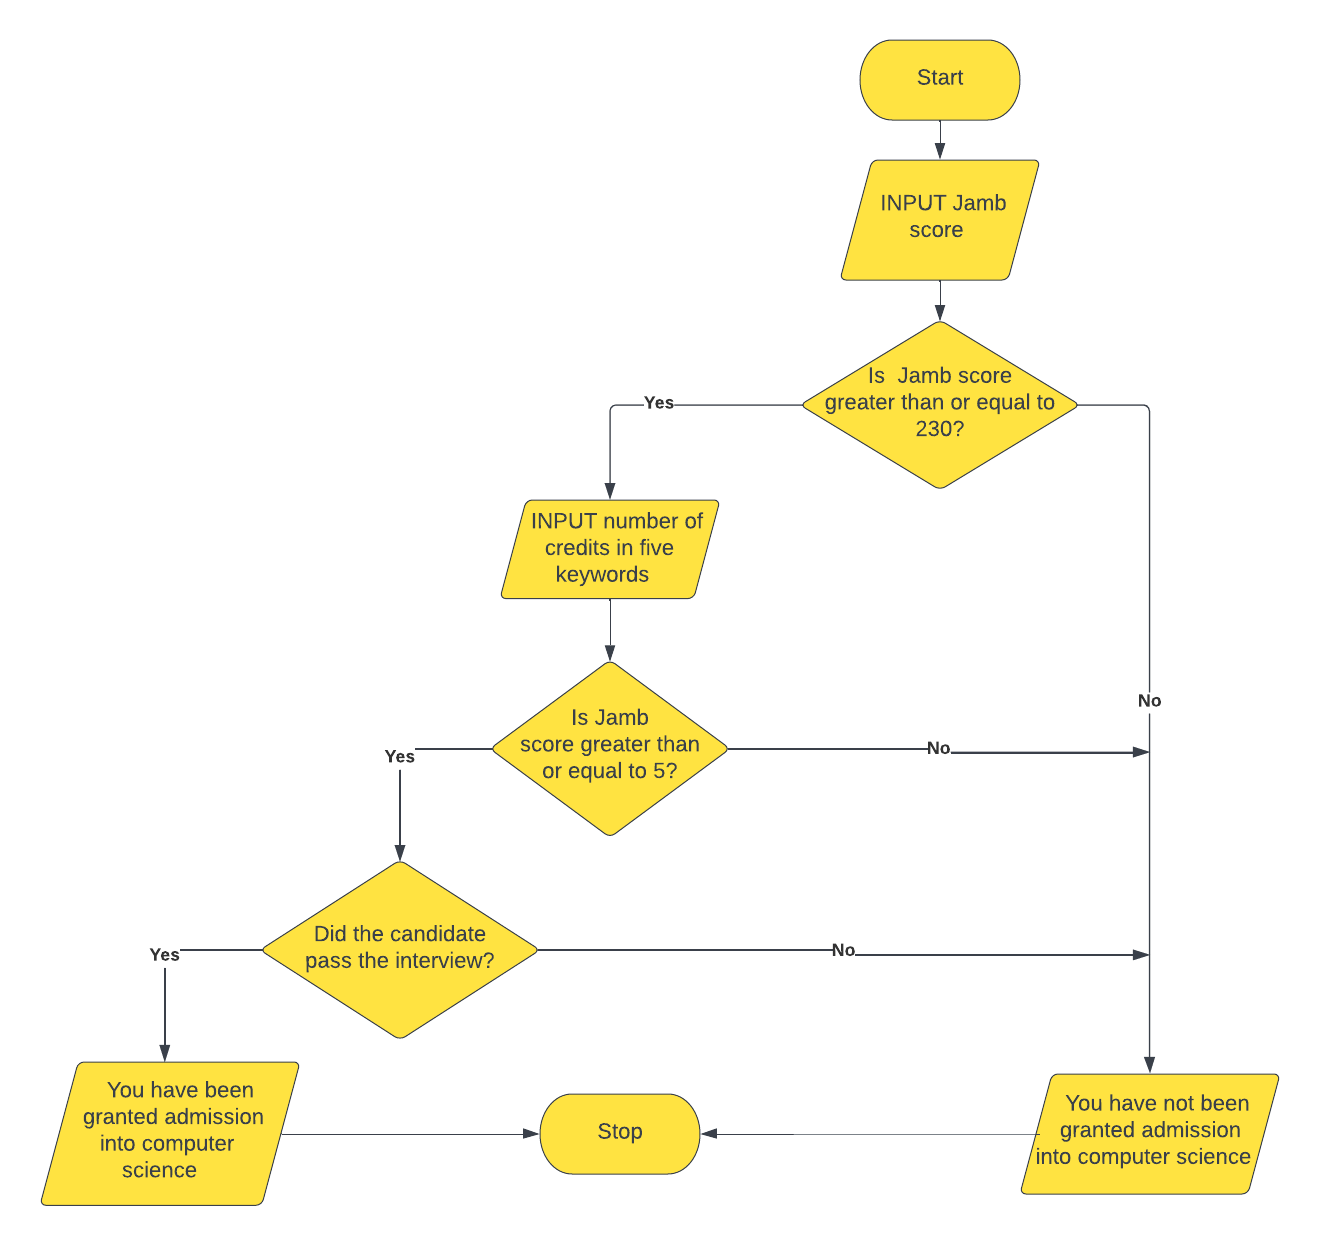 Start
INPUT Jamb
score
Is  Jamb score
greater than or equal to
230?
Yes
No
INPUT number of
credits in five
keywords
Is Jamb
score greater than
or equal to 5?
Yes
No
Did the candidate
pass the interview?
Yes
No
You have been
granted admission
into computer
science
Stop
You have not been
granted admission
into computer science